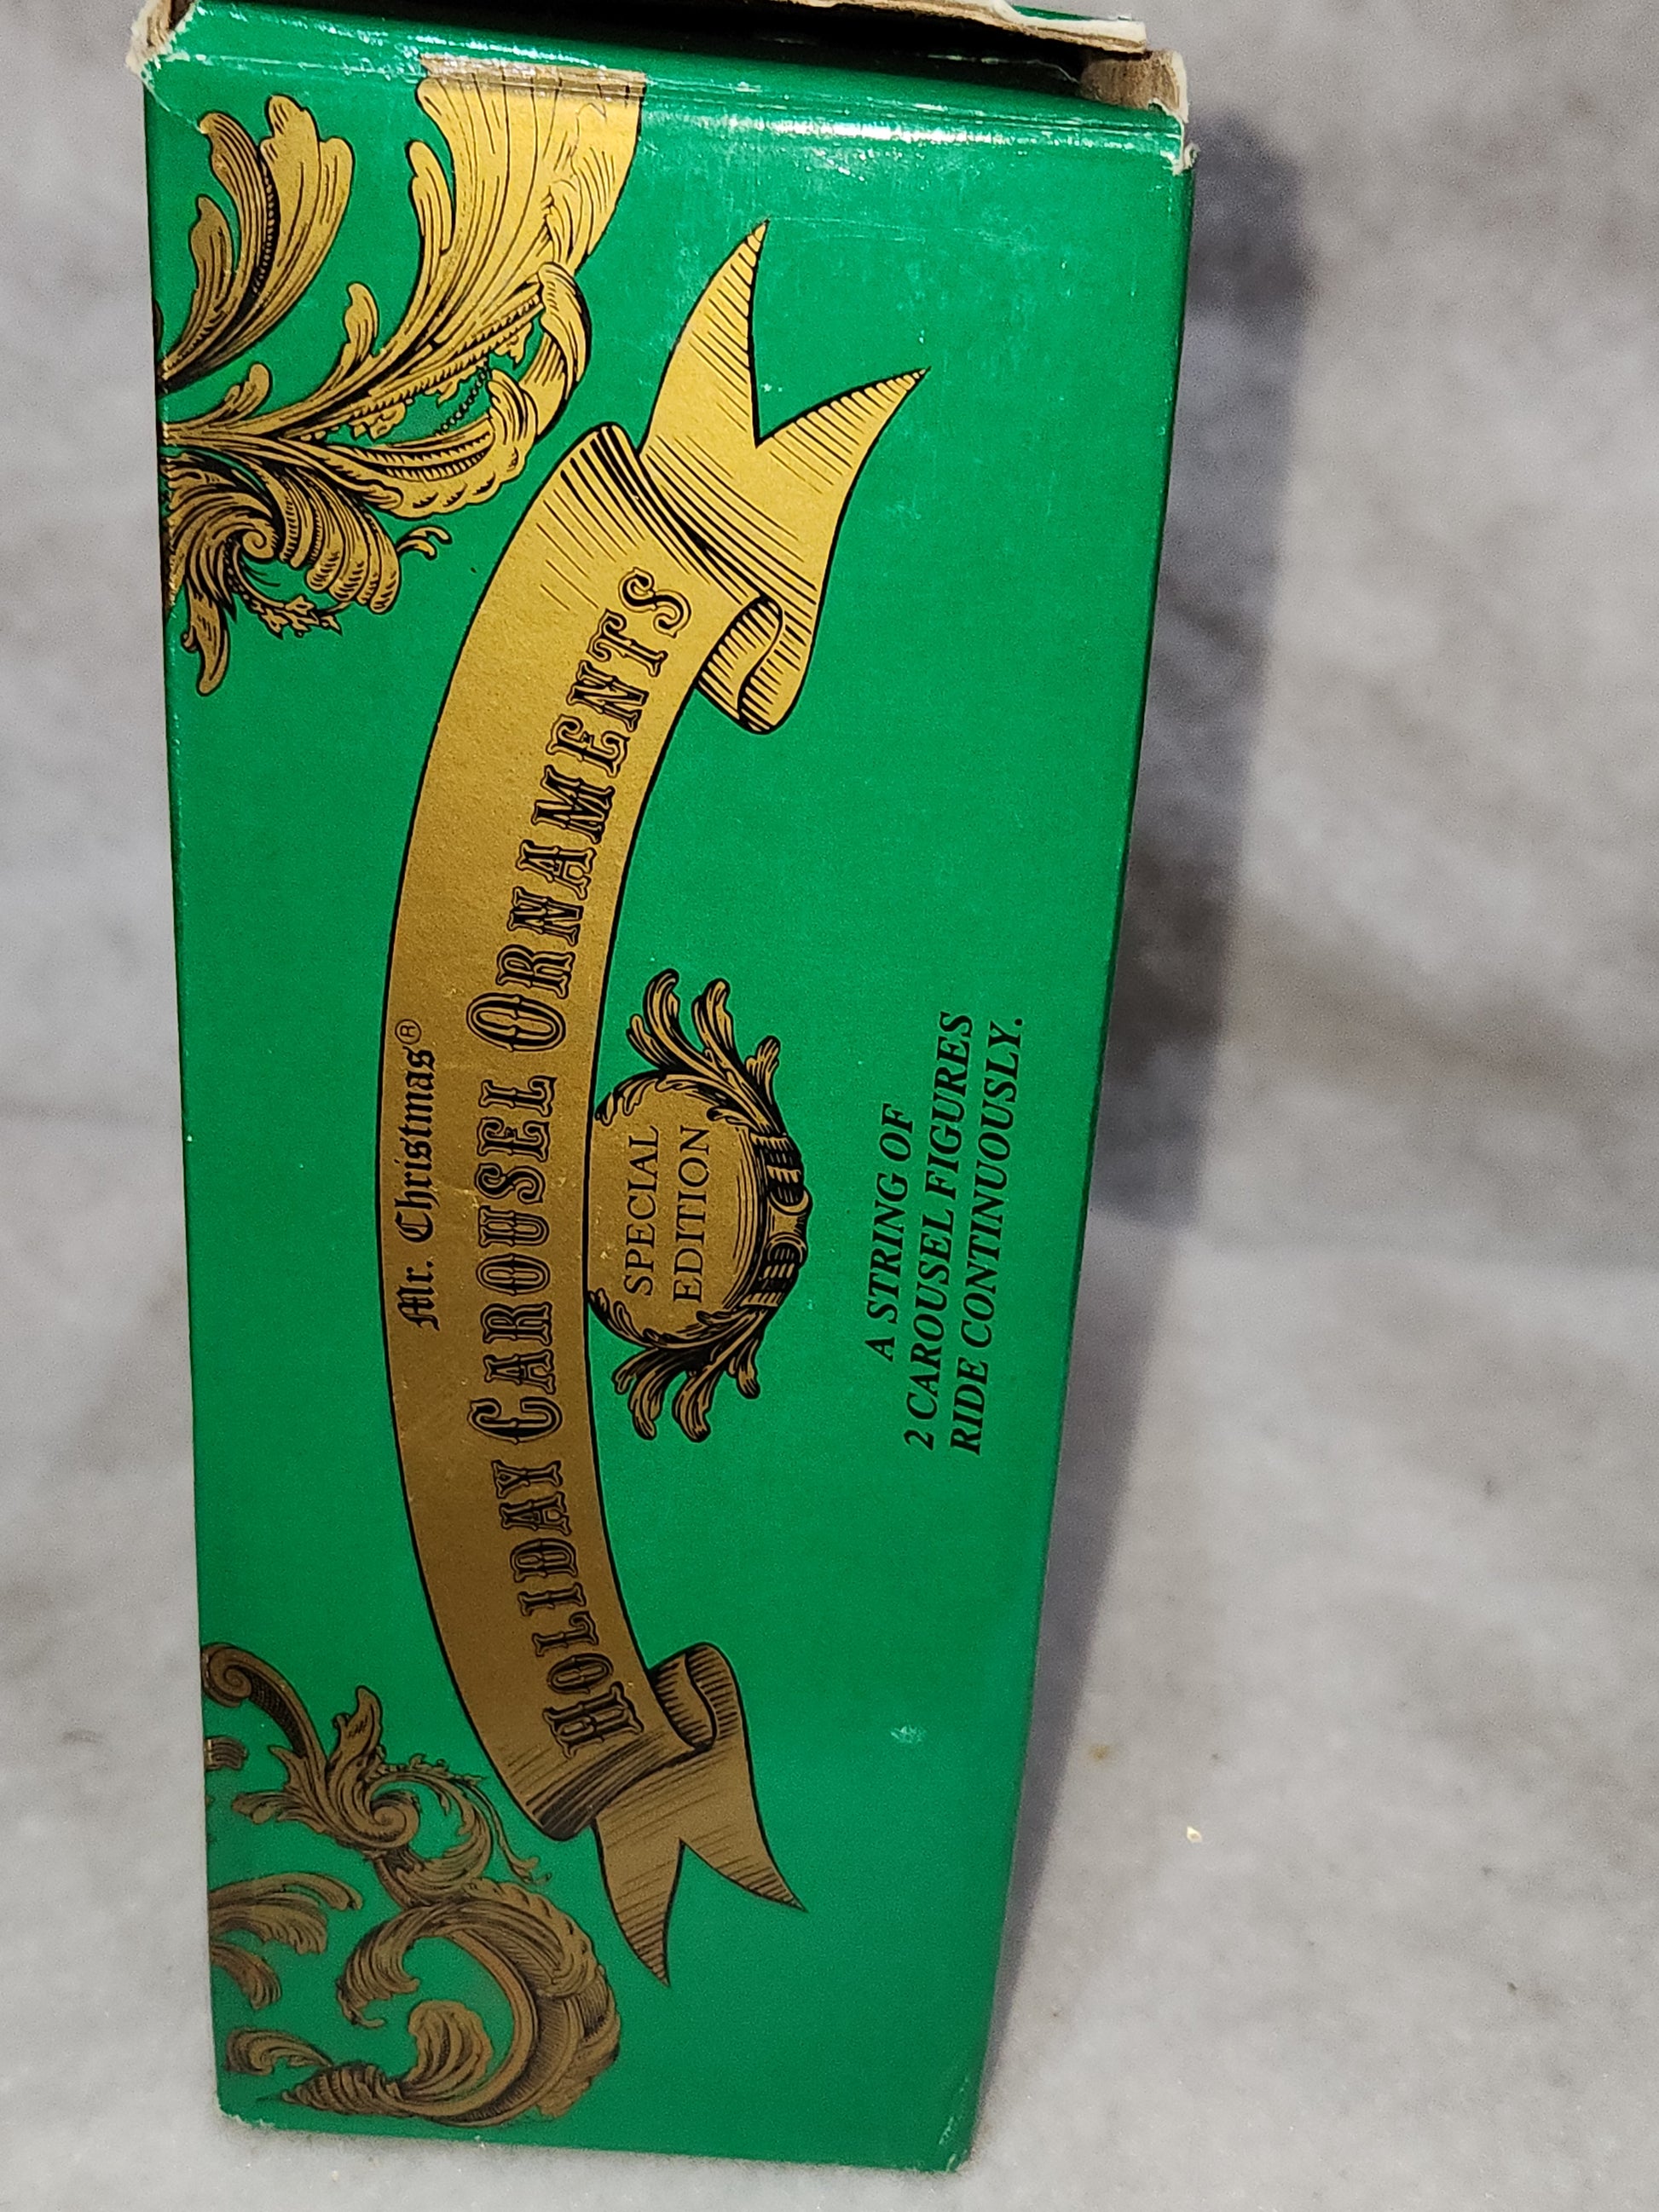 Mr. Christmas®
HOLIDAY CAROUSEL ORNAMENTS
SPECIAL
EDITION
A STRING OF
2 CAROUSEL FIGURES
RIDE CONTINUOUSLY.